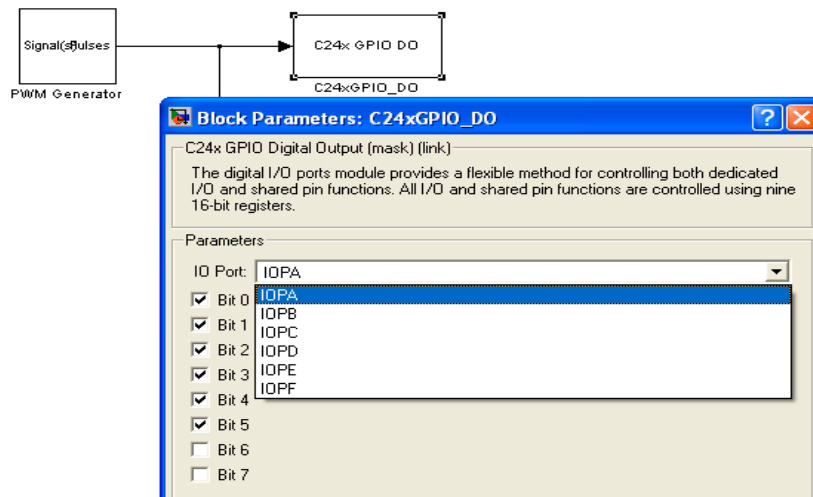 Signal(s)Pulses
PWM Generator
C24x GPIO DO
C24xGPIO_DO
Block Parameters: C24xGPIO_DO
C24x GPIO Digital Output (mask) (link)
The digital I/O ports module provides a flexible method for controlling both dedicated
I/O and shared pin functions. All I/O and shared pin functions are controlled using nine
16-bit registers.
Parameters
IO Port: IOPA
Bit 0 IOPA
IOPB
Bit 1 IOPC
Bit 2 IOPD
Bit 3 IOPE
Bit 4 IOPF
Bit 5
Bit 6
Bit 7